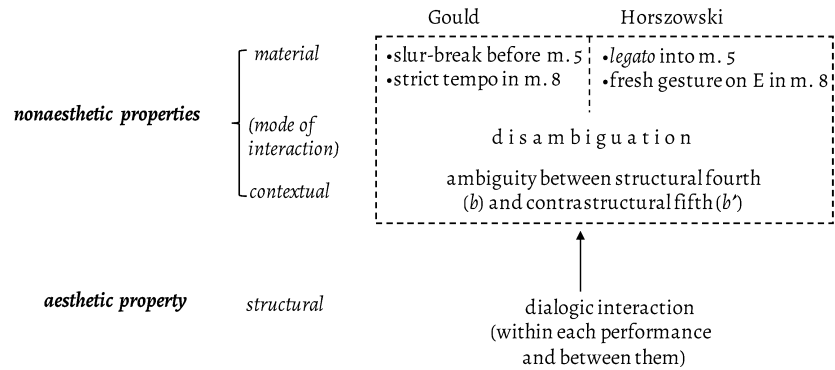 Gould Horszowski
material •slur-break before m. 5 •legato into m. 5
•strict tempo in m. 8 •fresh gesture on E in m. 8
nonaesthetic properties
(mode of
interaction) disambiguation
contextual ambiguity between structural fourth
(b) and contrastructural fifth (b′)
aesthetic property structural dialogic interaction
(within each performance
and between them)